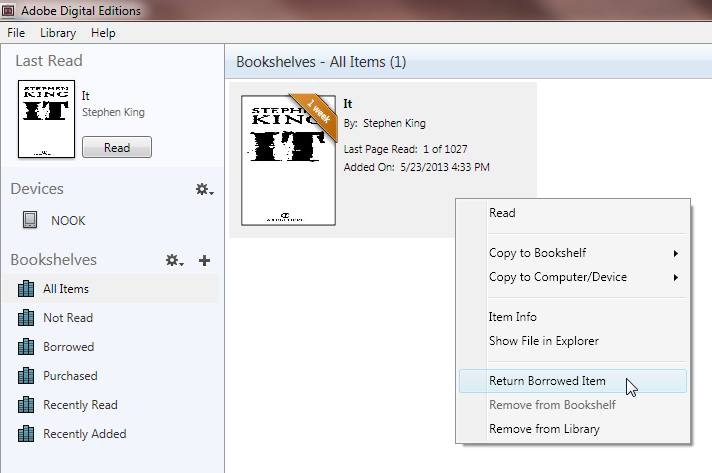 Adobe Digital Editions
File Library Help
Last Read
STEPHEN
KING
IT
It
Stephen King
Read
Devices
NOOK
Bookshelves
All Items
Not Read
Borrowed
Purchased
Recently Read
Recently Added
Bookshelves - All Items (1)
STEPHEN
KING
IT
1 week
It
By: Stephen King
Last Page Read: 1 of 1027
Added On: 5/23/2013 4:33 PM
Read
Copy to Bookshelf
Copy to Computer/Device
Item Info
Show File in Explorer
Return Borrowed Item
Remove from Bookshelf
Remove from Library